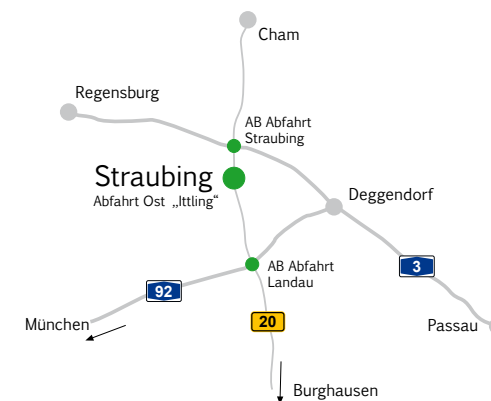 Cham
Regensburg
AB Abfahrt
Straubing
Straubing
Abfahrt Ost „Ittling“
Deggendorf
AB Abfahrt
Landau
3
92
20
München
Passau
Burghausen